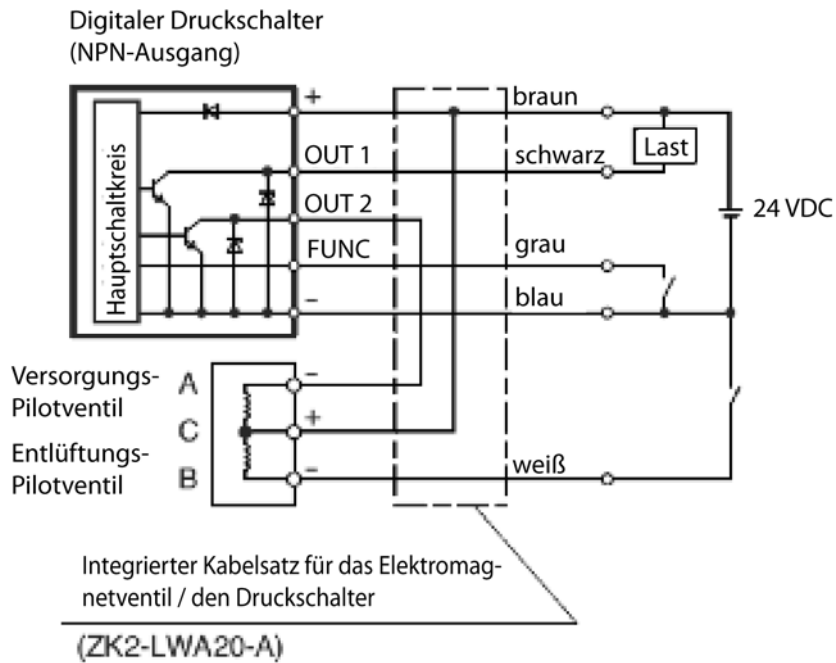 Digitaler Druckschalter
(NPN-Ausgang)
Hauptschaltkreis
+
braun
OUT 1
schwarz
Last
OUT 2
24 VDC
FUNC
grau
−
blau
Versorgungs-
Pilotventil
A
−
C
+
Entlüftungs-
Pilotventil
B
−
weiß
Integrierter Kabelsatz für das Elektromag-
netventil / den Druckschalter
(ZK2-LWA20-A)